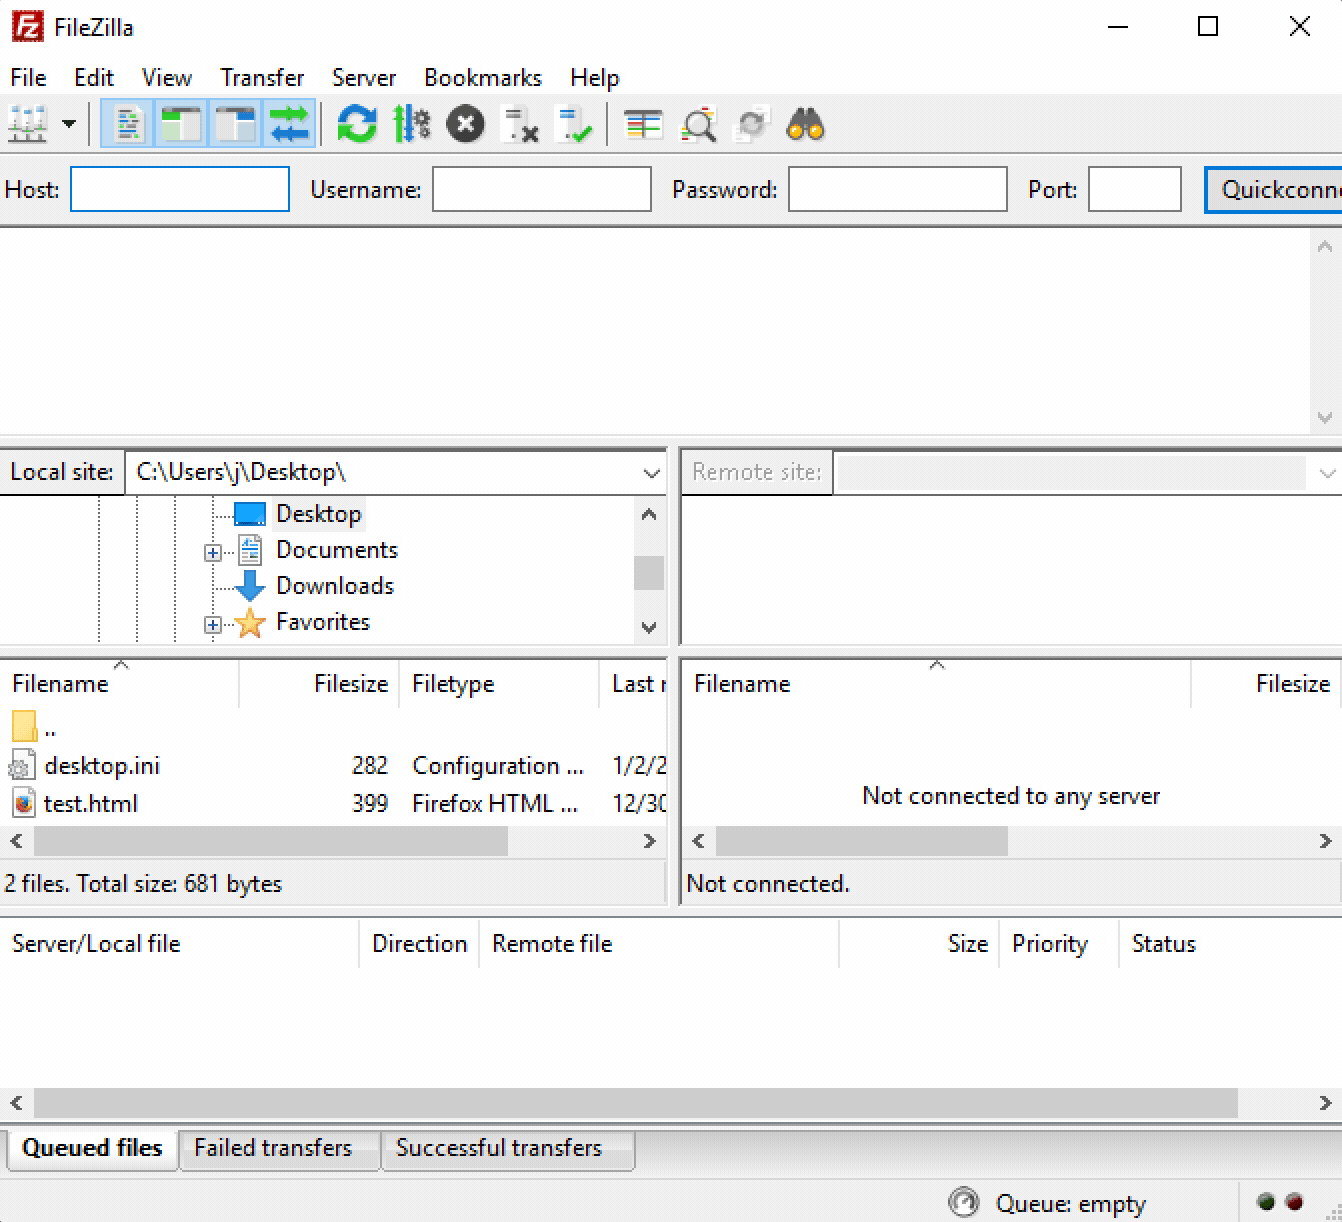 FileZilla
File Edit View Transfer Server Bookmarks Help
Host: Username: Password: Port: Quickconne
Local site: C:\Users\j\Desktop\ Remote site:
Desktop
Documents
Downloads
Favorites
Filename Filesize Filetype Last r Filename Filesize
..
desktop.ini 282 Configuration ... 1/2/2
test.html 399 Firefox HTML ... 12/30
Not connected to any server
2 files. Total size: 681 bytes Not connected.
Server/Local file Direction Remote file Size Priority Status
Queued files Failed transfers Successful transfers
Queue: empty